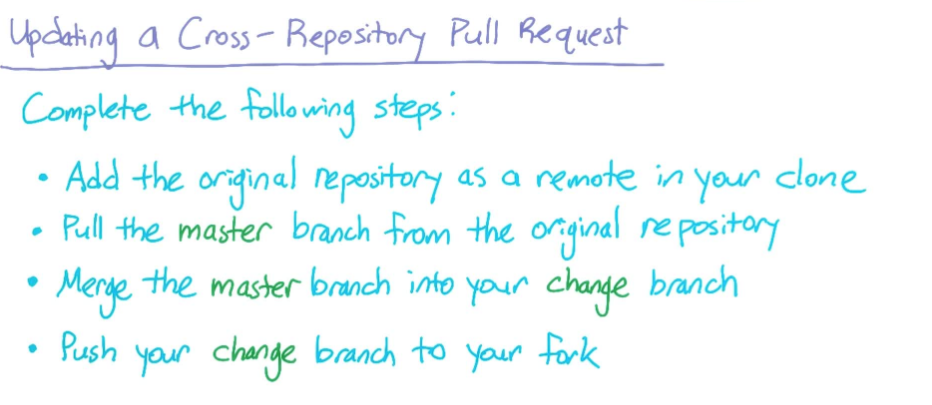 Updating a Cross-Repository Pull Request
Complete the following steps:
• Add the original repository as a remote in your clone
• Pull the master branch from the original repository
• Merge the master branch into your change branch
• Push your change branch to your fork